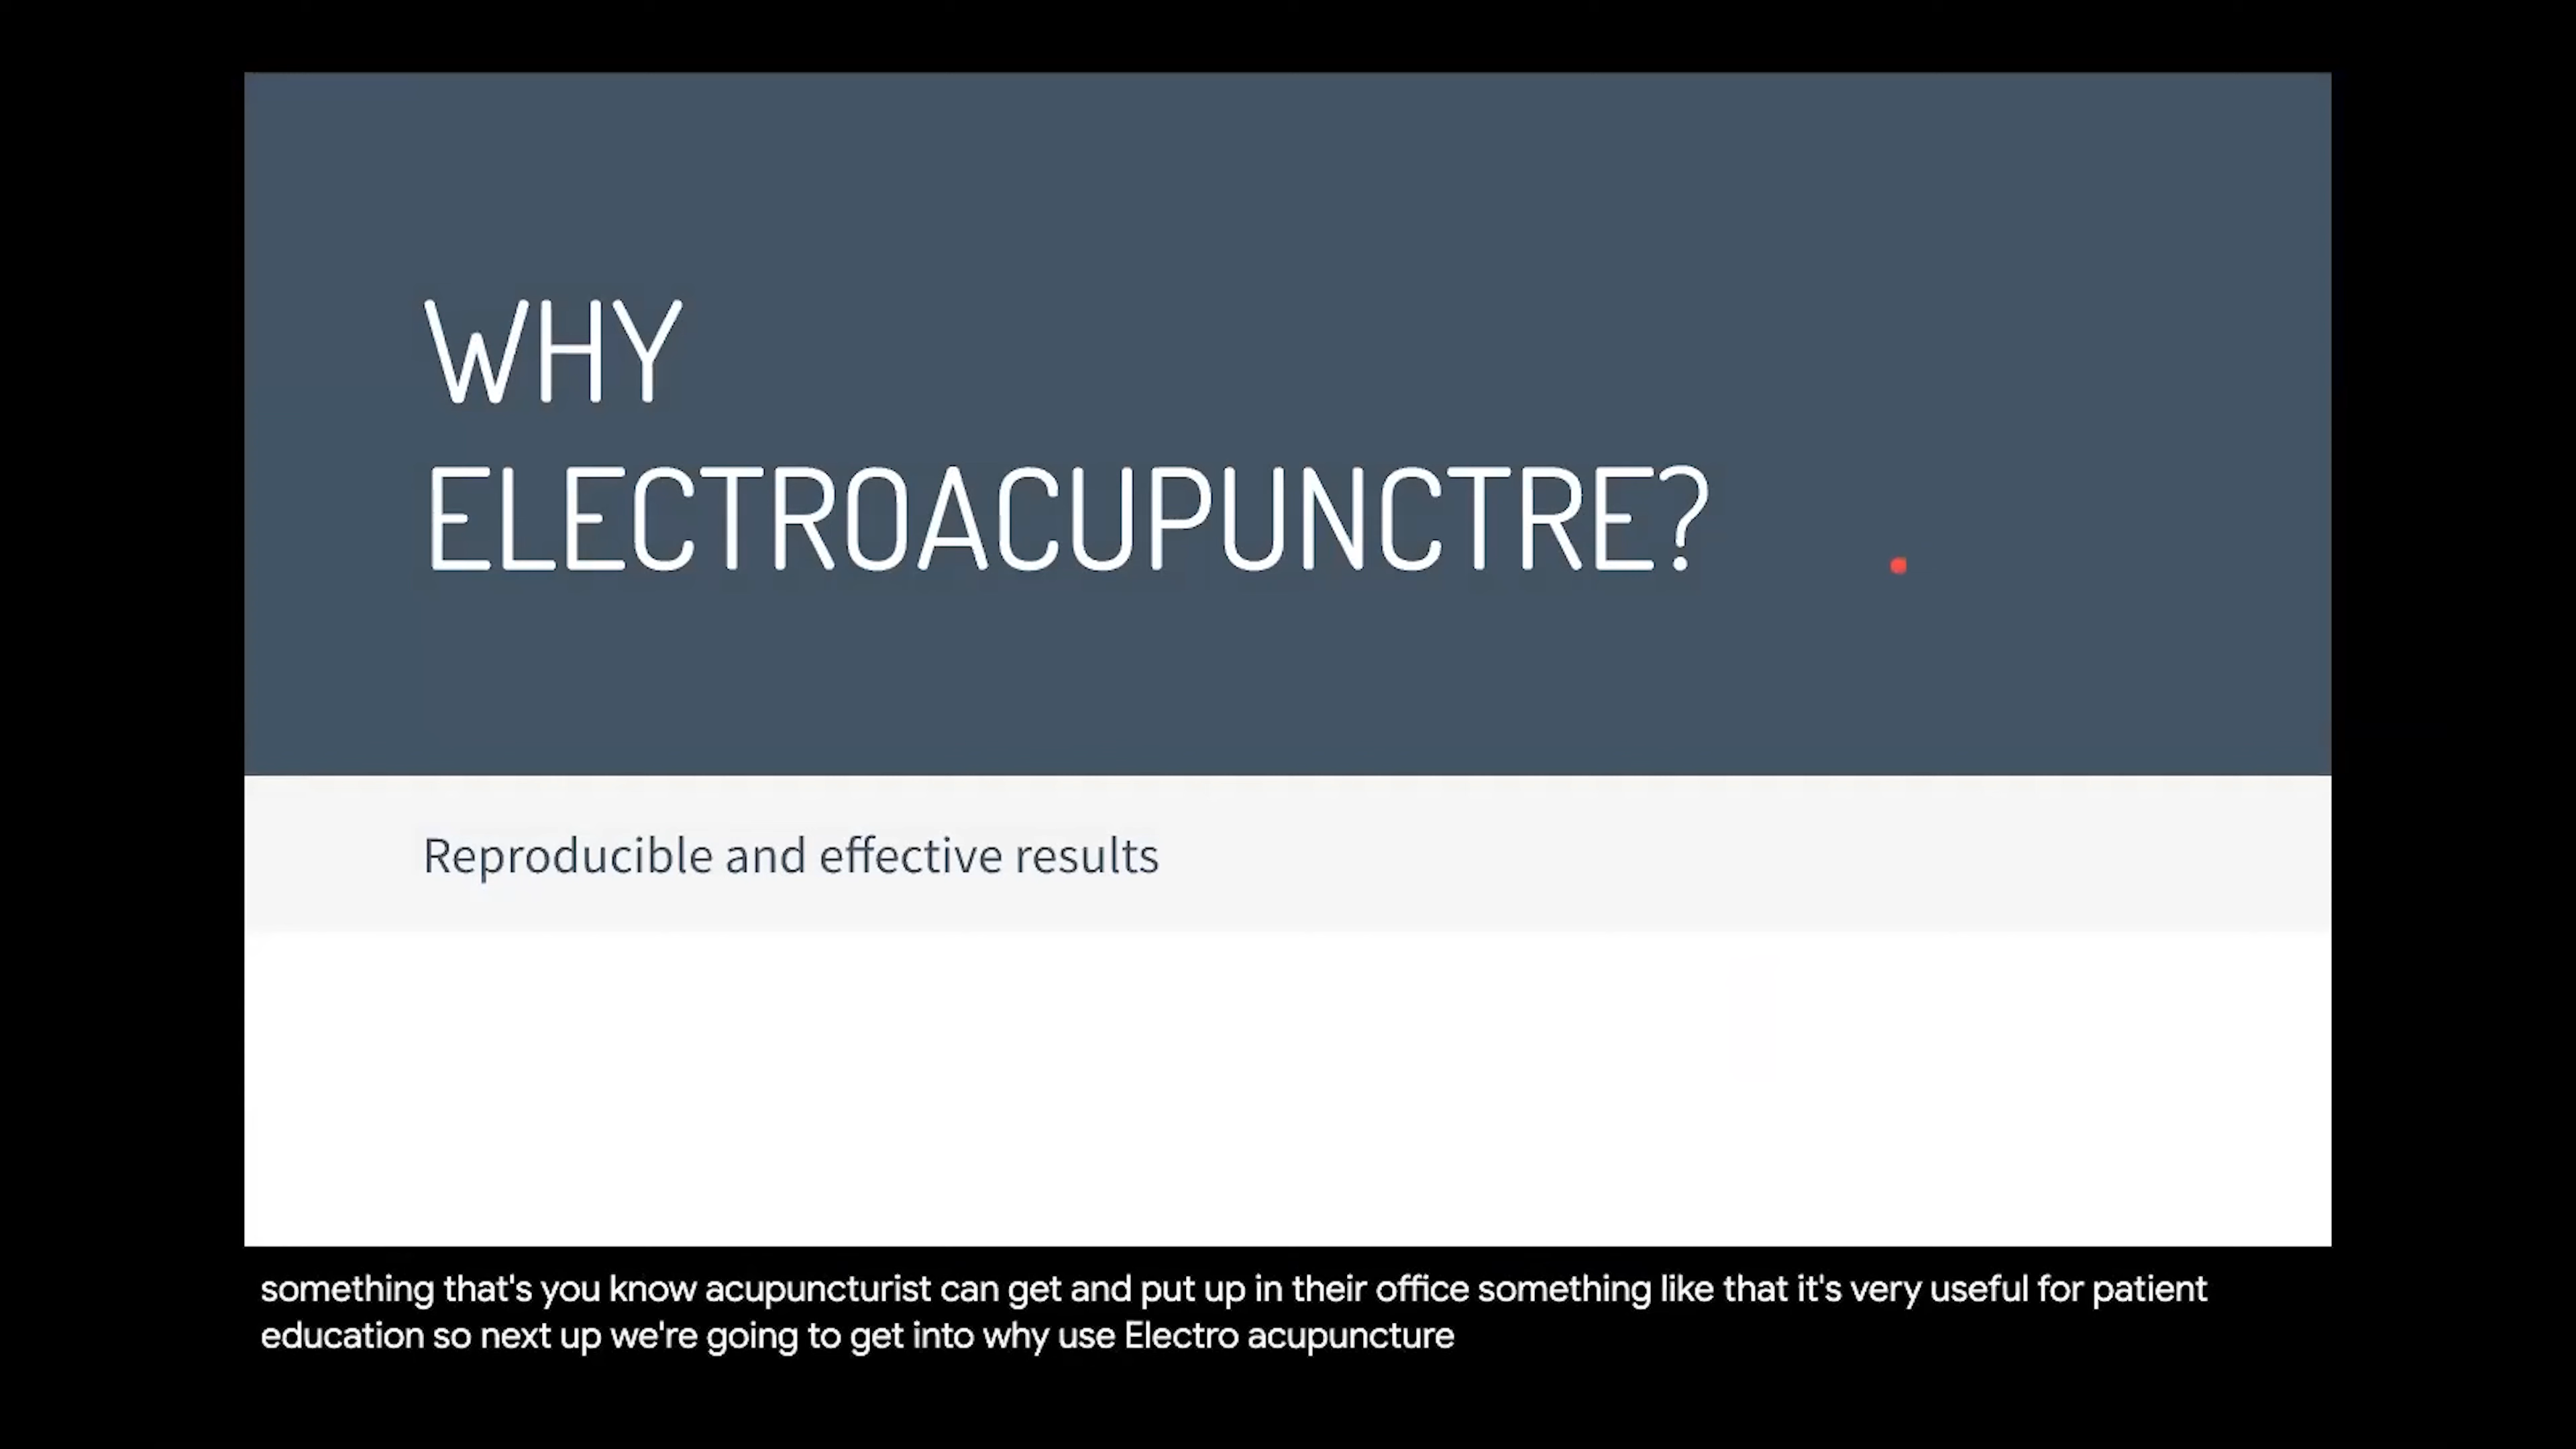 WHY
ELECTROACUPUNCTRE?
Reproducible and effective results
something that's you know acupuncturist can get and put up in their office something like that it's very useful for patient
education so next up we're going to get into why use Electro acupuncture